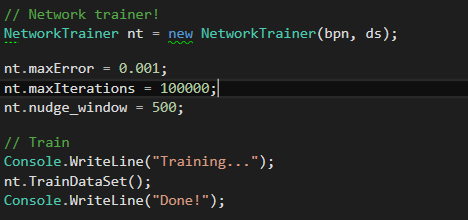 // Network trainer!
NetworkTrainer nt = new NetworkTrainer(bpn, ds);
nt.maxError = 0.001;
nt.maxIterations = 100000;
nt.nudge_window = 500;
// Train
Console.WriteLine("Training...");
nt.TrainDataSet();
Console.WriteLine("Done!");